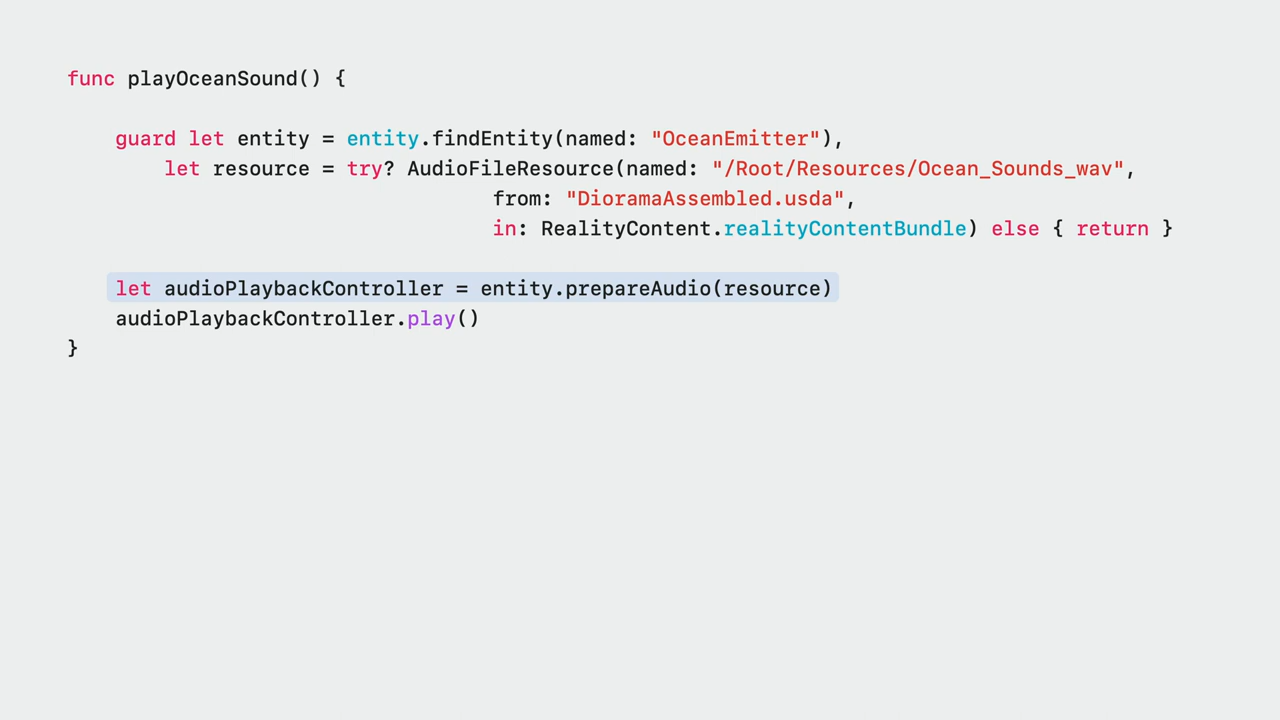 func playOceanSound() {
guard let entity = entity.findEntity(named: "OceanEmitter"),
let resource = try? AudioFileResource(named: "/Root/Resources/Ocean_Sounds_wav",
from: "DioramaAssembled.usda",
in: RealityContent.realityContentBundle) else { return }
let audioPlaybackController = entity.prepareAudio(resource)
audioPlaybackController.play()
}